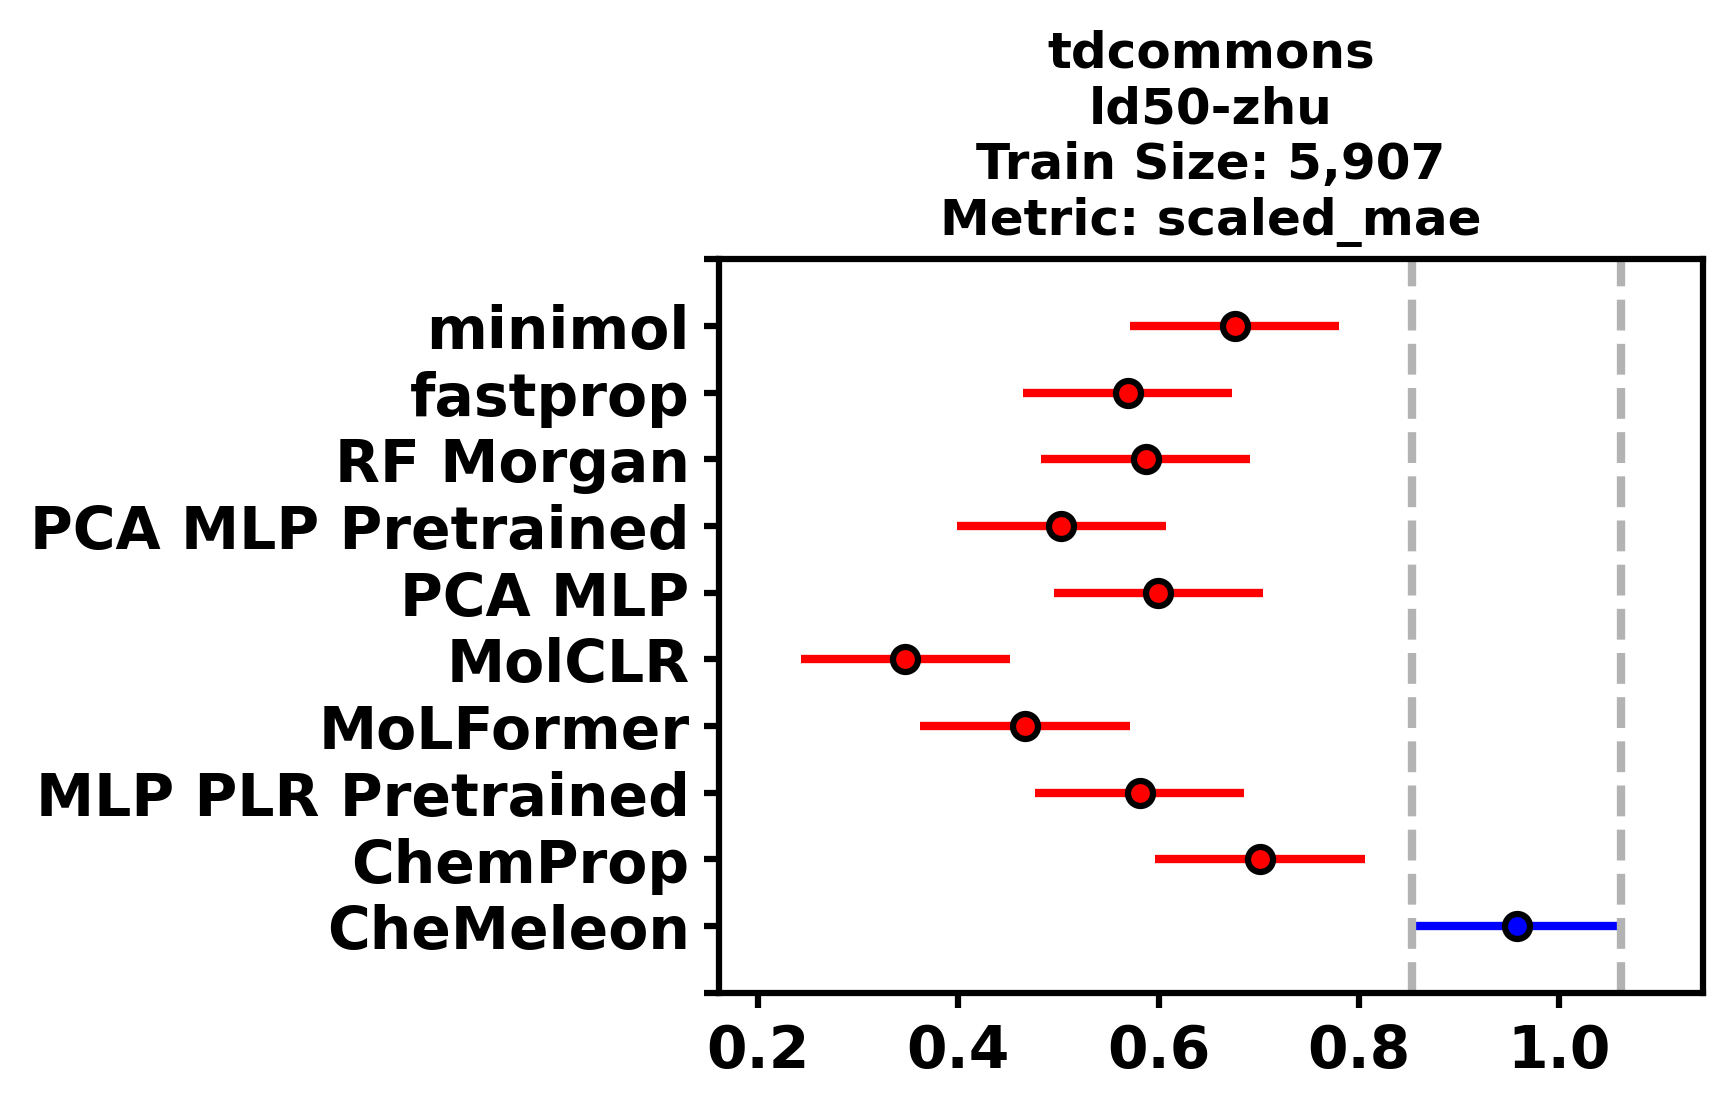 tdcommons
ld50-zhu
Train Size: 5,907
Metric: scaled_mae
minimol
fastprop
RF Morgan
PCA MLP Pretrained
PCA MLP
MolCLR
MoLFormer
MLP PLR Pretrained
ChemProp
CheMeleon
0.2 0.4 0.6 0.8 1.0